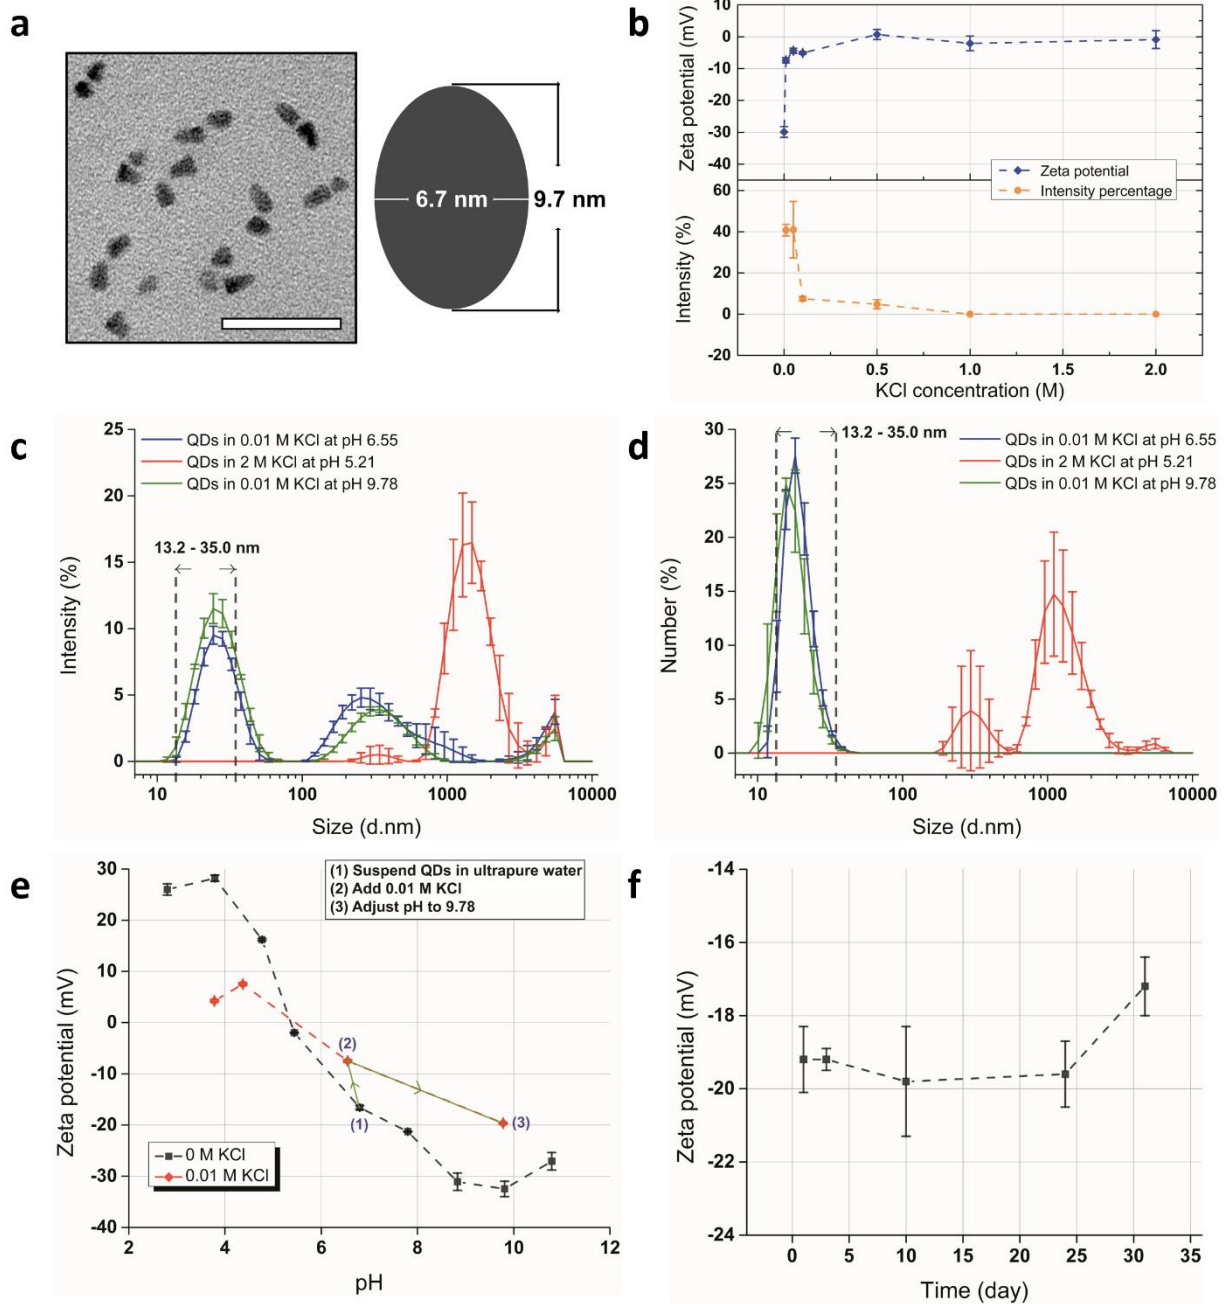 a
6.7 nm
9.7 nm
b
10
0
-10
-20
-30
-40
Zeta potential (mV)
Zeta potential
Intensity percentage
60
40
20
0
-20
Intensity (%)
0.0
0.5
1.0
1.5
2.0
KCl concentration (M)
c
25
20
15
10
5
0
Intensity (%)
QDs in 0.01 M KCl at pH 6.55
QDs in 2 M KCl at pH 5.21
QDs in 0.01 M KCl at pH 9.78
13.2 - 35.0 nm
10
100
1000
10000
Size (d.nm)
d
30
25
20
15
10
5
0
Number (%)
13.2 - 35.0 nm
QDs in 0.01 M KCl at pH 6.55
QDs in 2 M KCl at pH 5.21
QDs in 0.01 M KCl at pH 9.78
10
100
1000
10000
Size (d.nm)
e
30
20
10
0
-10
-20
-30
-40
Zeta potential (mV)
(1) Suspend QDs in ultrapure water
(2) Add 0.01 M KCl
(3) Adjust pH to 9.78
(2)
(1)
(3)
0 M KCl
0.01 M KCl
2
4
6
8
10
12
pH
f
-14
-16
-18
-20
-22
-24
Zeta potential (mV)
0
5
10
15
20
25
30
35
Time (day)